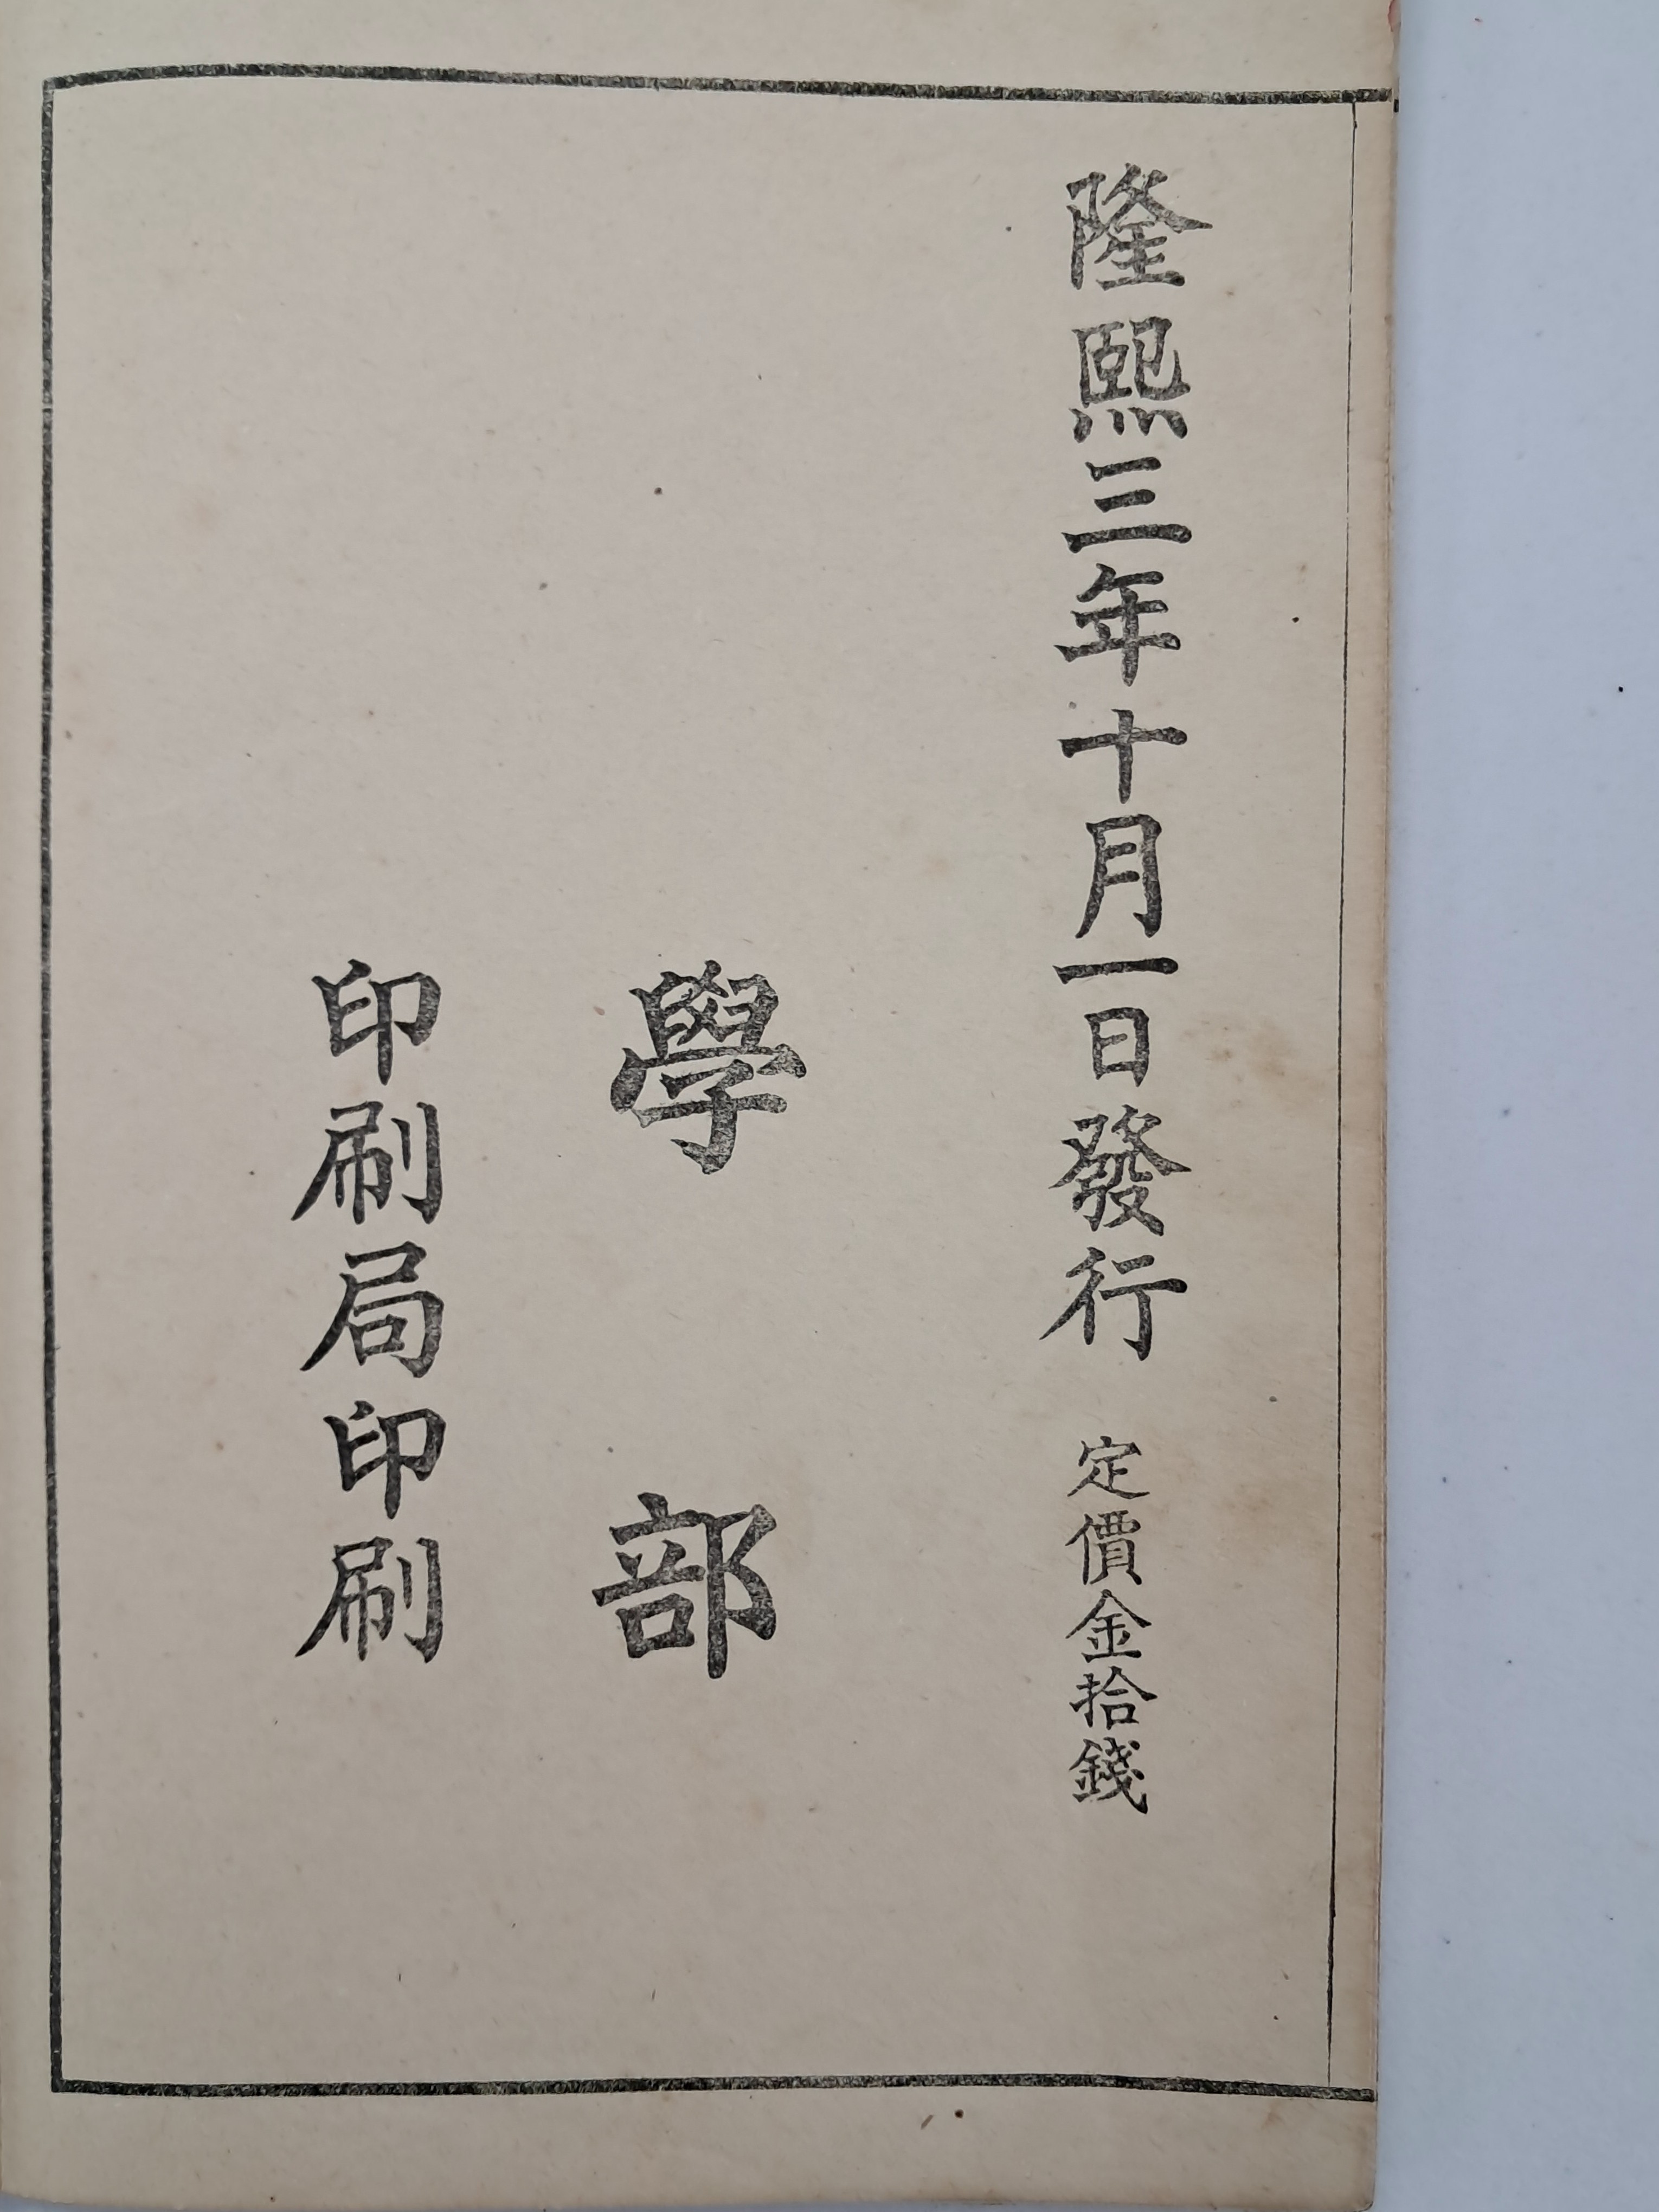 隆熙三年十月一日發行 定價金拾錢
學部
印刷局印刷